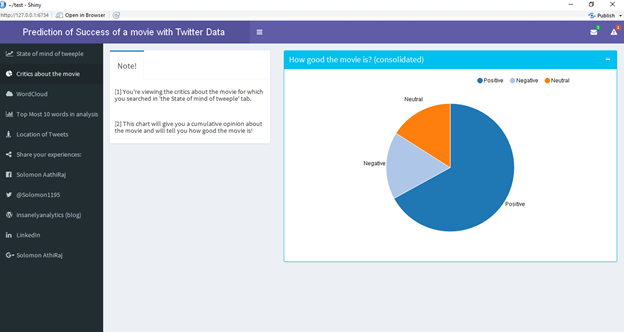 ~/test - Shiny
http://127.0.0.1:6734 Open in Browser Publish
Prediction of Success of a movie with Twitter Data
State of mind of tweeple
Critics about the movie
WordCloud
Top Most 10 words in analysis
Location of Tweets
Share your experiences:
Solomon AathiRaj
@Solomon1195
insanelyanalytics (blog)
LinkedIn
Solomon AthiRaj
Note!
[1] You're viewing the critics about the movie for which
you searched in 'the State of mind of tweeple' tab.
[2] This chart will give you a cumulative opinion about
the movie and will tell you how good the movie is!
How good the movie is? (consolidated)
Positive Negative Neutral
Neutral
Negative
Positive